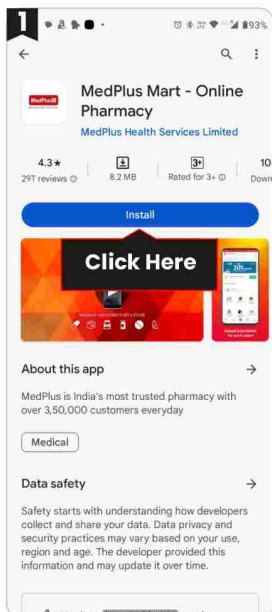 1
93%
MedPlus
MedPlus Mart - Online
Pharmacy
MedPlus Health Services Limited
4.3★
29T reviews
8.2 MB
3+
Rated for 3+
10
Down
Install
Click Here
About this app
MedPlus is India's most trusted pharmacy with
over 3,50,000 customers everyday
Medical
Data safety
Safety starts with understanding how developers
collect and share your data. Data privacy and
security practices may vary based on your use,
region and age. The developer provided this
information and may update it over time.